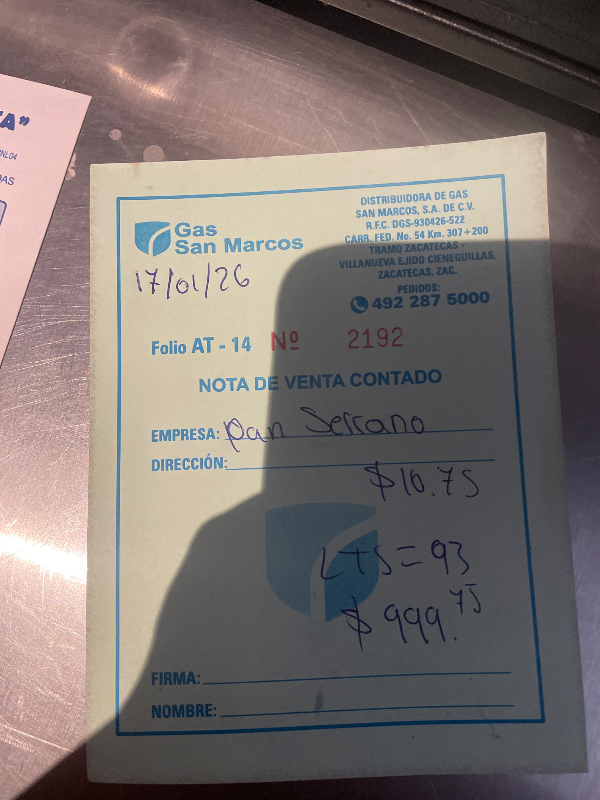 A"
NL04
AS
Gas
San Marcos
DISTRIBUIDORA DE GAS
SAN MARCOS, S.A. DE C.V.
R.F.C. DGS-930426-522
CARR. FED. No. 54 Km. 307+200
TRAMO ZACATECAS -
VILLANUEVA EJIDO CIENEGUILLAS,
ZACATECAS, ZAC.
PEDIDOS:
492 287 5000
17/01/26
Folio AT - 14 Nº 2192
NOTA DE VENTA CONTADO
EMPRESA: Pan Serrano
DIRECCIÓN:
$10.75
LTS = 93
$999.75
FIRMA:
NOMBRE: